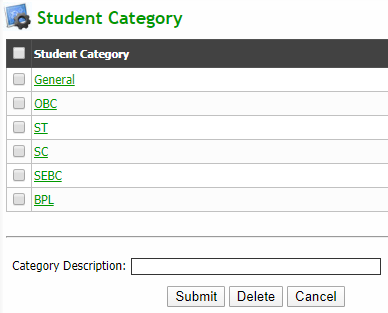 Student Category
Student Category
General
OBC
ST
SC
SEBC
BPL
Category Description:
Submit Delete Cancel